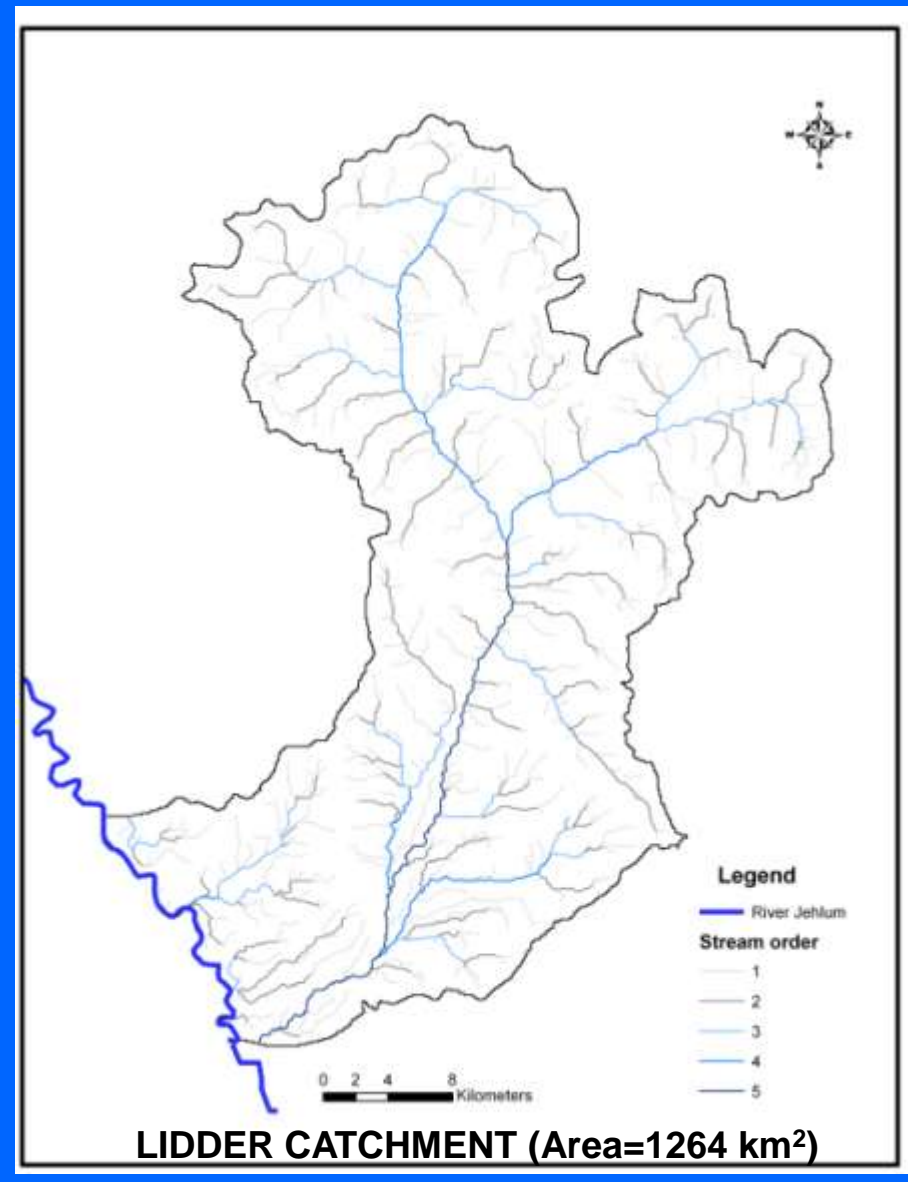 N
W E
S
Legend
River Jehlum
Stream order
1
2
3
4
5
0 2 4 8
Kilometers
LIDDER CATCHMENT (Area=1264 km²)